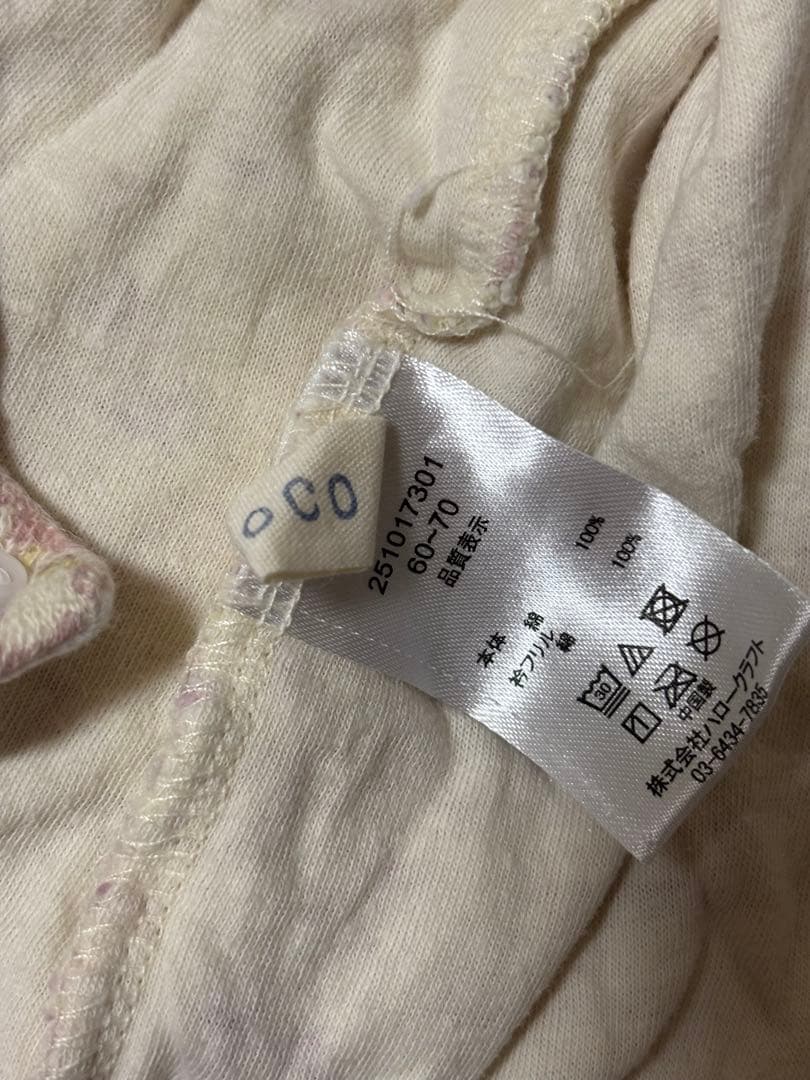 oco
251017301
60~70
品質表示
本体 綿 100%
衿フリル 綿 100%
30
中国製
株式会社ハロークラフト
03-6434-7835